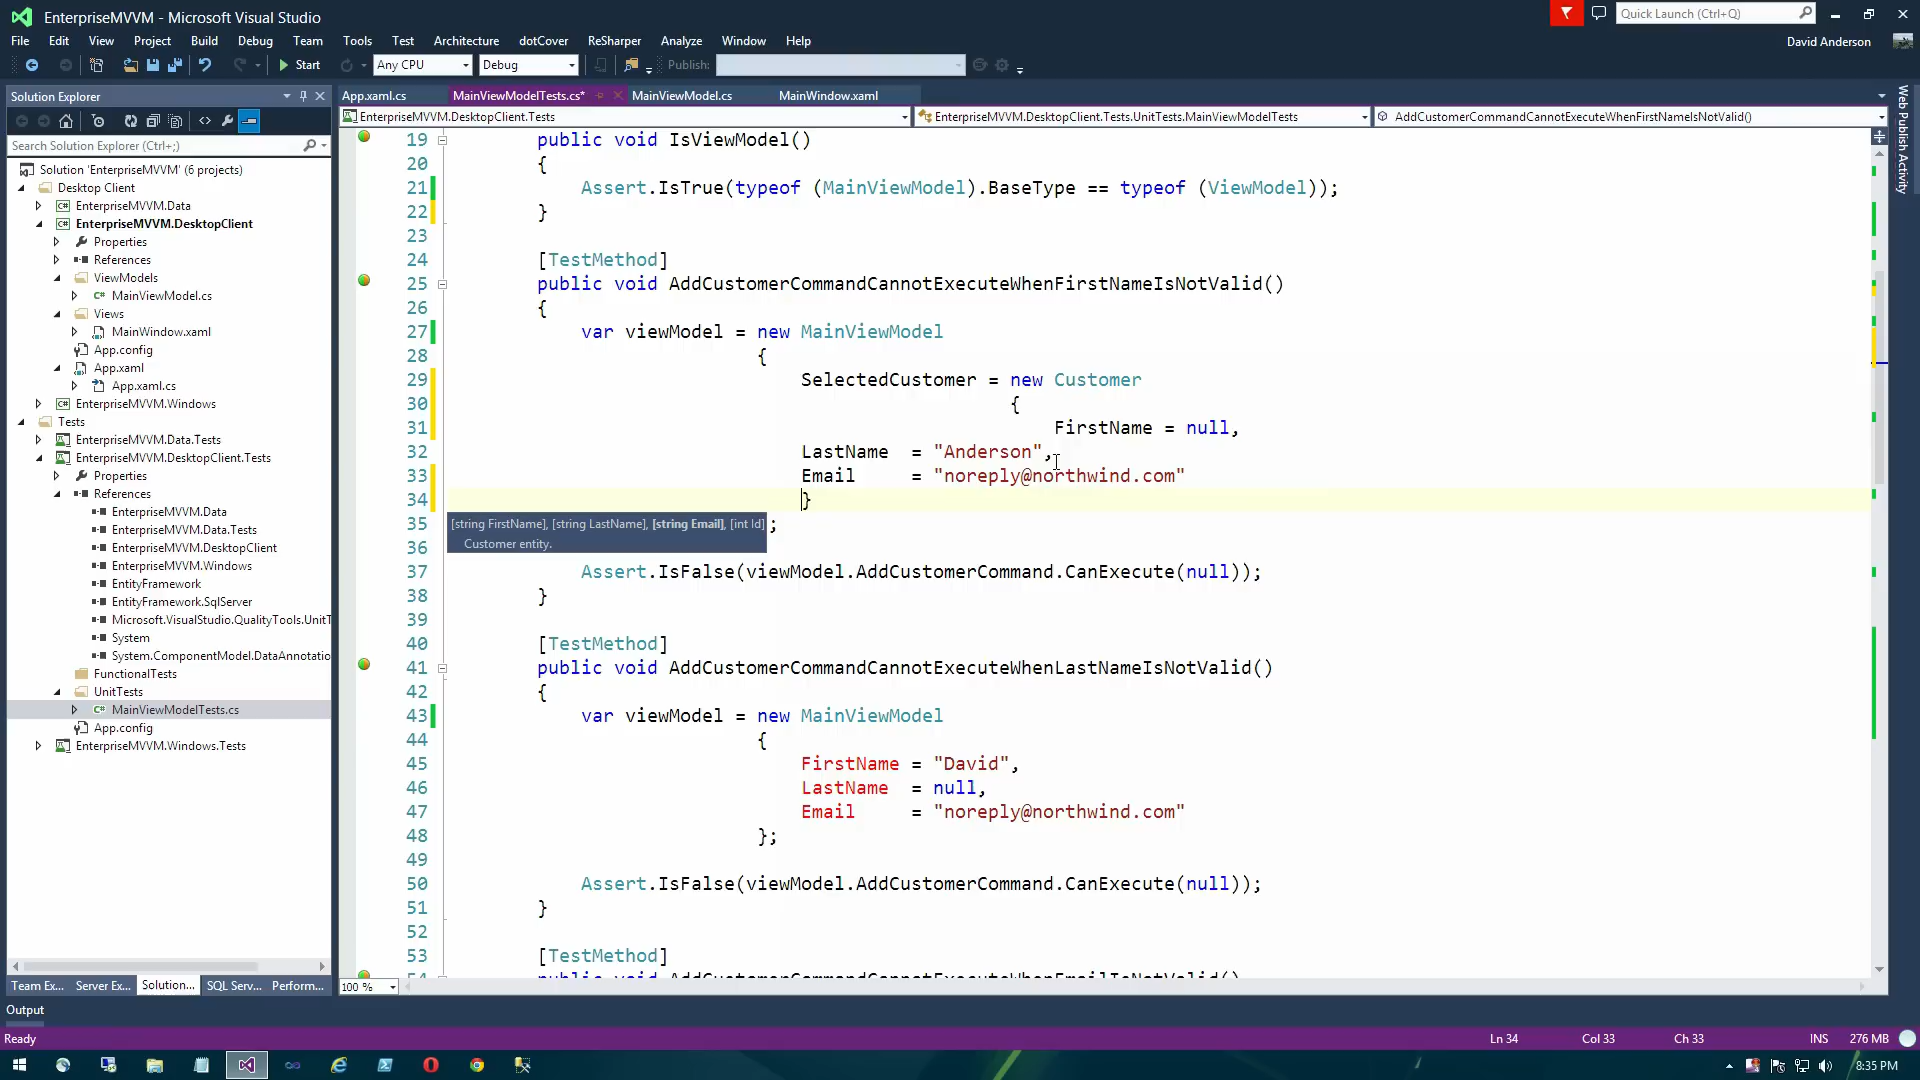 EnterpriseMVVM - Microsoft Visual Studio
Quick Launch (Ctrl+Q)
File Edit View Project Build Debug Team Tools Test Architecture dotCover ReSharper Analyze Window Help
David Anderson
Start Any CPU Debug Publish:
Solution Explorer
App.xaml.cs MainViewModelTests.cs* MainViewModel.cs MainWindow.xaml
EnterpriseMVVM.DesktopClient.Tests EnterpriseMVVM.DesktopClient.Tests.UnitTests.MainViewModelTests AddCustomerCommandCannotExecuteWhenFirstNameIsNotValid()
Search Solution Explorer (Ctrl+;)
Solution 'EnterpriseMVVM' (6 projects)
Desktop Client
EnterpriseMVVM.Data
EnterpriseMVVM.DesktopClient
Properties
References
ViewModels
MainViewModel.cs
Views
MainWindow.xaml
App.config
App.xaml
App.xaml.cs
EnterpriseMVVM.Windows
Tests
EnterpriseMVVM.Data.Tests
EnterpriseMVVM.DesktopClient.Tests
Properties
References
EnterpriseMVVM.Data
EnterpriseMVVM.Data.Tests
EnterpriseMVVM.DesktopClient
EnterpriseMVVM.Windows
EntityFramework
EntityFramework.SqlServer
Microsoft.VisualStudio.QualityTools.UnitT
System
System.ComponentModel.DataAnnotatio
FunctionalTests
UnitTests
MainViewModelTests.cs
App.config
EnterpriseMVVM.Windows.Tests
Team Ex... Server Ex... Solution... SQL Serv... Perform...
19 public void IsViewModel()
20 {
21 Assert.IsTrue(typeof (MainViewModel).BaseType == typeof (ViewModel));
22 }
23
24 [TestMethod]
25 public void AddCustomerCommandCannotExecuteWhenFirstNameIsNotValid()
26 {
27 var viewModel = new MainViewModel
28 {
29 SelectedCustomer = new Customer
30 {
31 FirstName = null,
32 LastName = "Anderson",
33 Email = "noreply@northwind.com"
34 }
35 ;
[string FirstName], [string LastName], [string Email], [int Id]
Customer entity.
36
37 Assert.IsFalse(viewModel.AddCustomerCommand.CanExecute(null));
38 }
39
40 [TestMethod]
41 public void AddCustomerCommandCannotExecuteWhenLastNameIsNotValid()
42 {
43 var viewModel = new MainViewModel
44 {
45 FirstName = "David",
46 LastName = null,
47 Email = "noreply@northwind.com"
48 };
49
50 Assert.IsFalse(viewModel.AddCustomerCommand.CanExecute(null));
51 }
52
53 [TestMethod]
54 public void AddCustomerCommandCannotExecuteWhenEmailIsNotValid()
100 %
Web Publish Activity
Output
Ready Ln 34 Col 33 Ch 33 INS 276 MB
8:35 PM